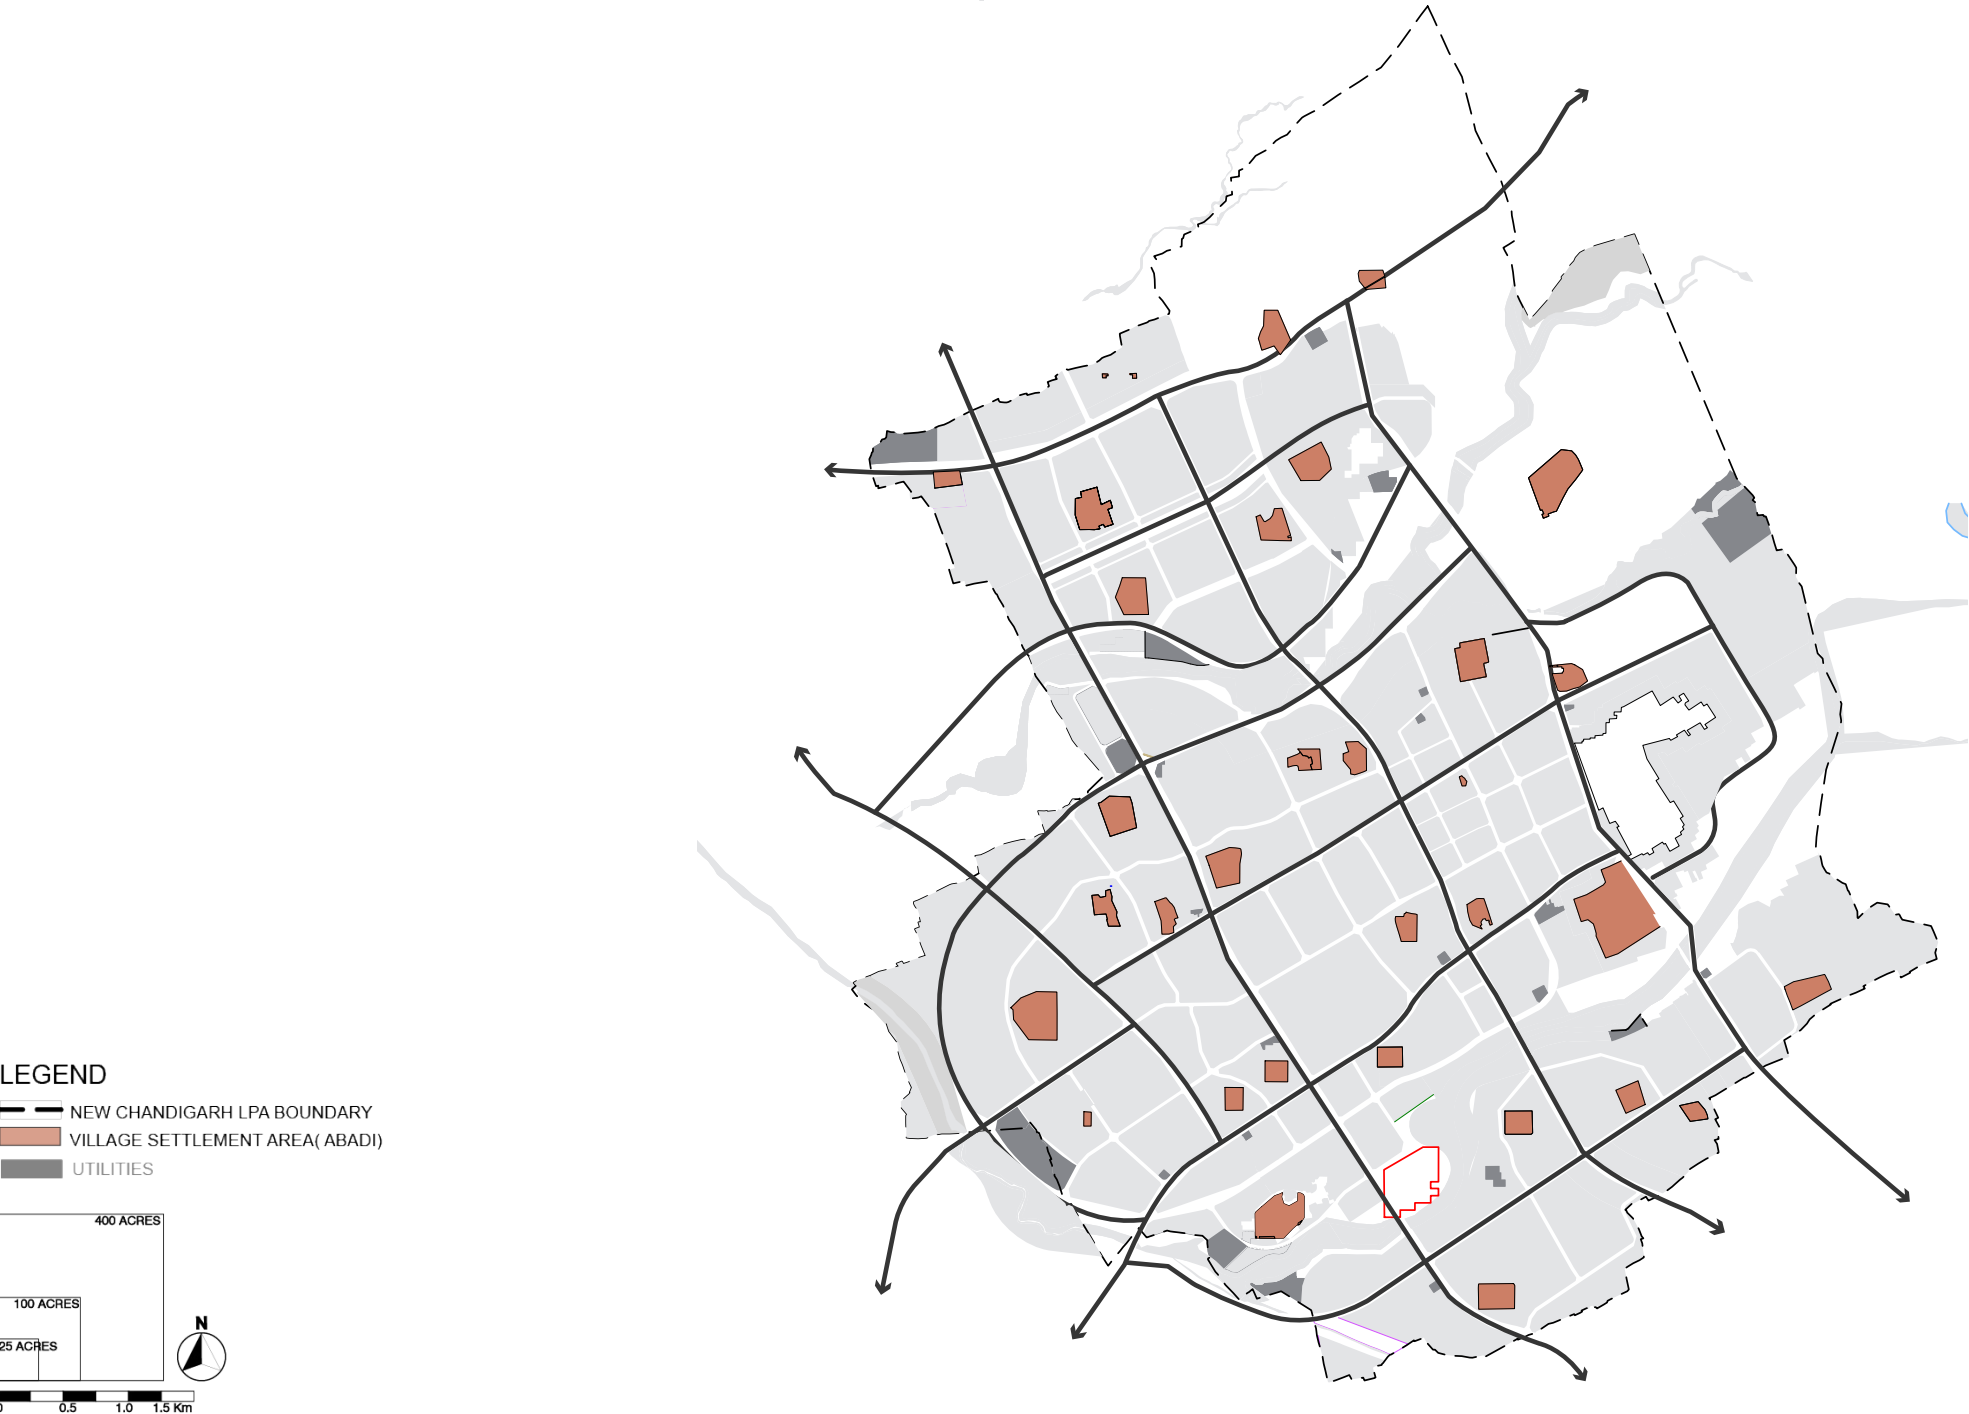 LEGEND
NEW CHANDIGARH LPA BOUNDARY
VILLAGE SETTLEMENT AREA( ABADI)
UTILITIES
400 ACRES
100 ACRES
25 ACRES
N
0 0.5 1.0 1.5 Km